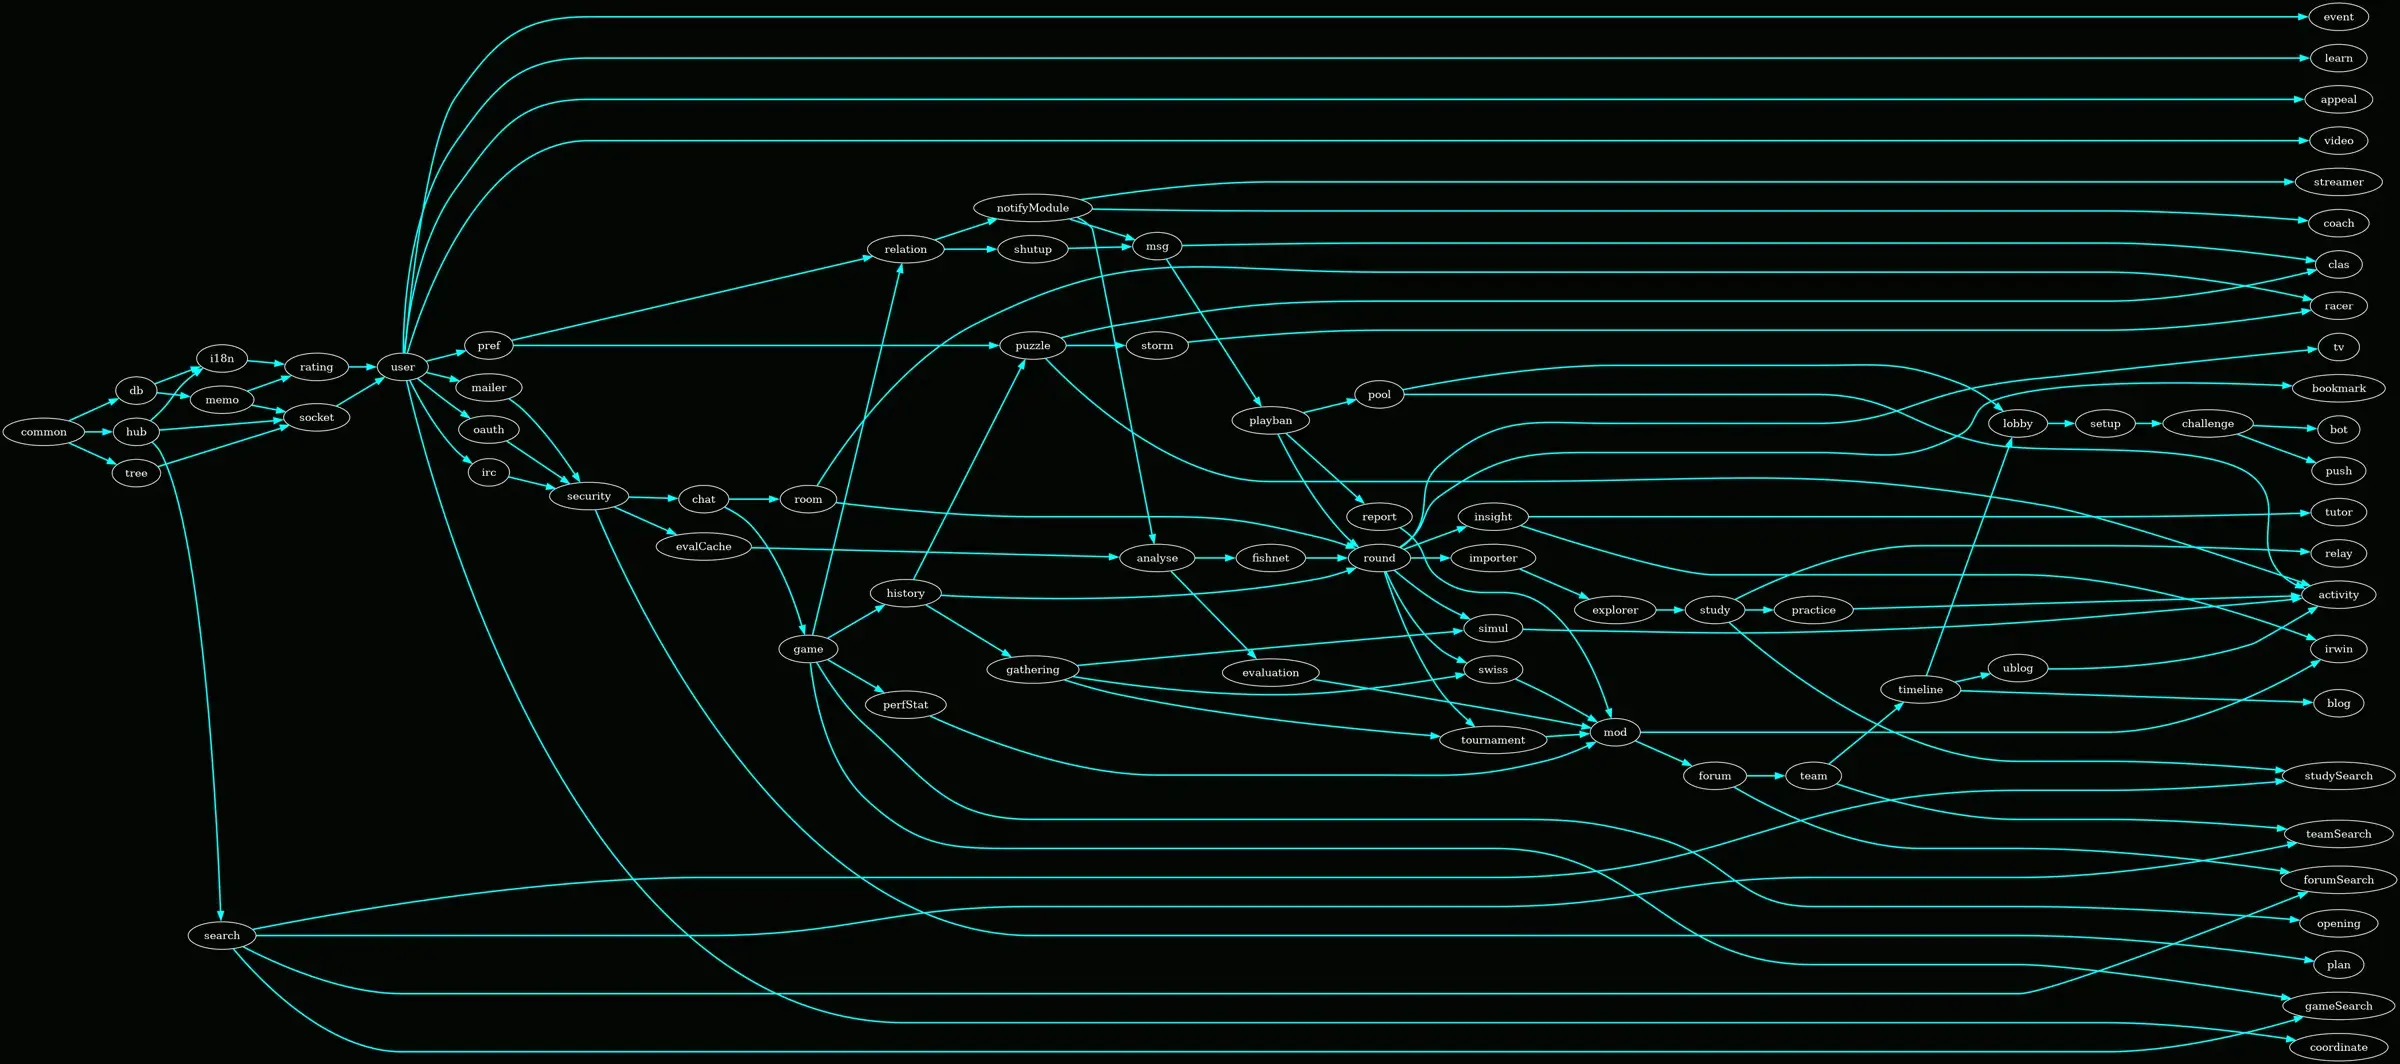 event
learn
appeal
video
streamer
notifyModule
coach
relation
shutup
msg
clas
racer
pref
puzzle
storm
tv
i18n
rating
user
mailer
bookmark
db
memo
pool
socket
playban
lobby
setup
challenge
bot
common
hub
oauth
tree
irc
push
security
chat
room
report
insight
tutor
evalCache
analyse
fishnet
round
importer
relay
history
explorer
study
practice
activity
game
simul
irwin
gathering
evaluation
swiss
ublog
timeline
perfStat
blog
tournament
mod
forum
team
studySearch
teamSearch
forumSearch
opening
search
plan
gameSearch
coordinate